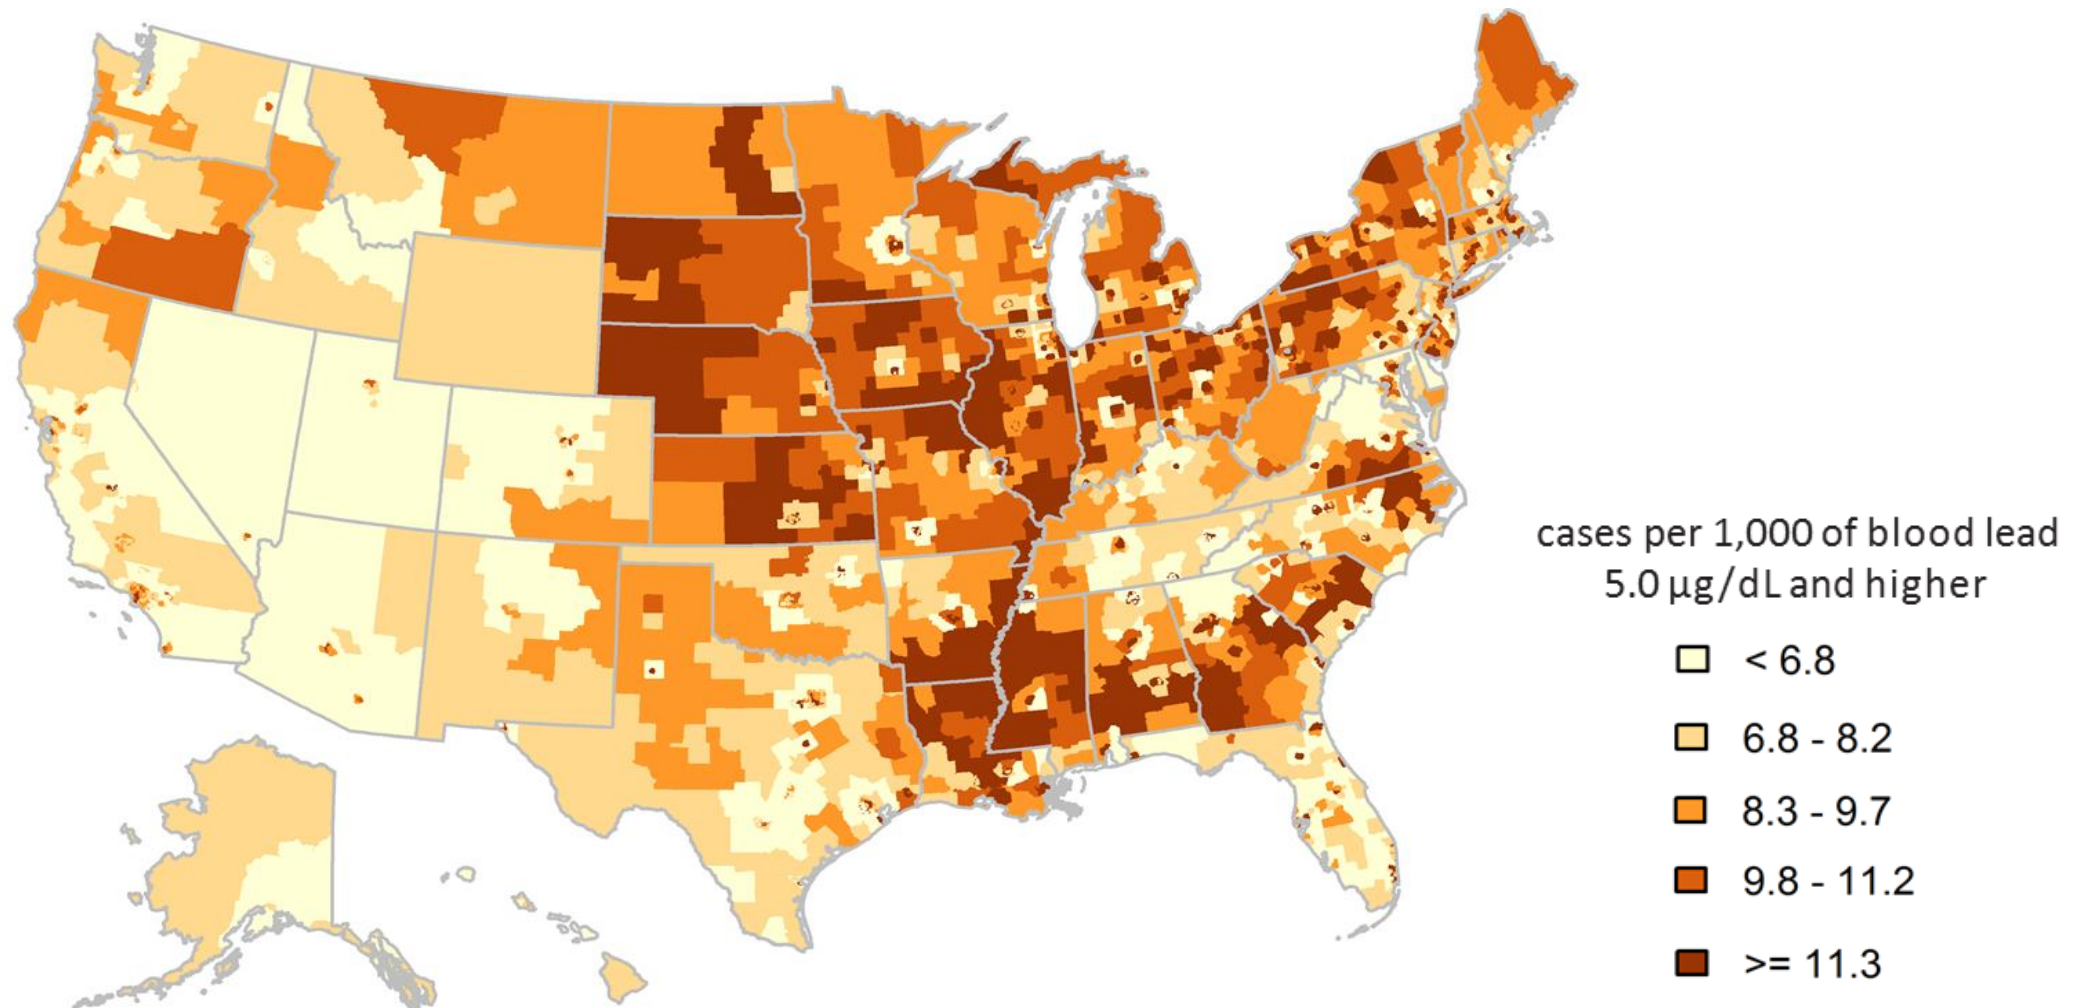 cases per 1,000 of blood lead
5.0 µg/dL and higher
< 6.8
6.8 - 8.2
8.3 - 9.7
9.8 - 11.2
>= 11.3